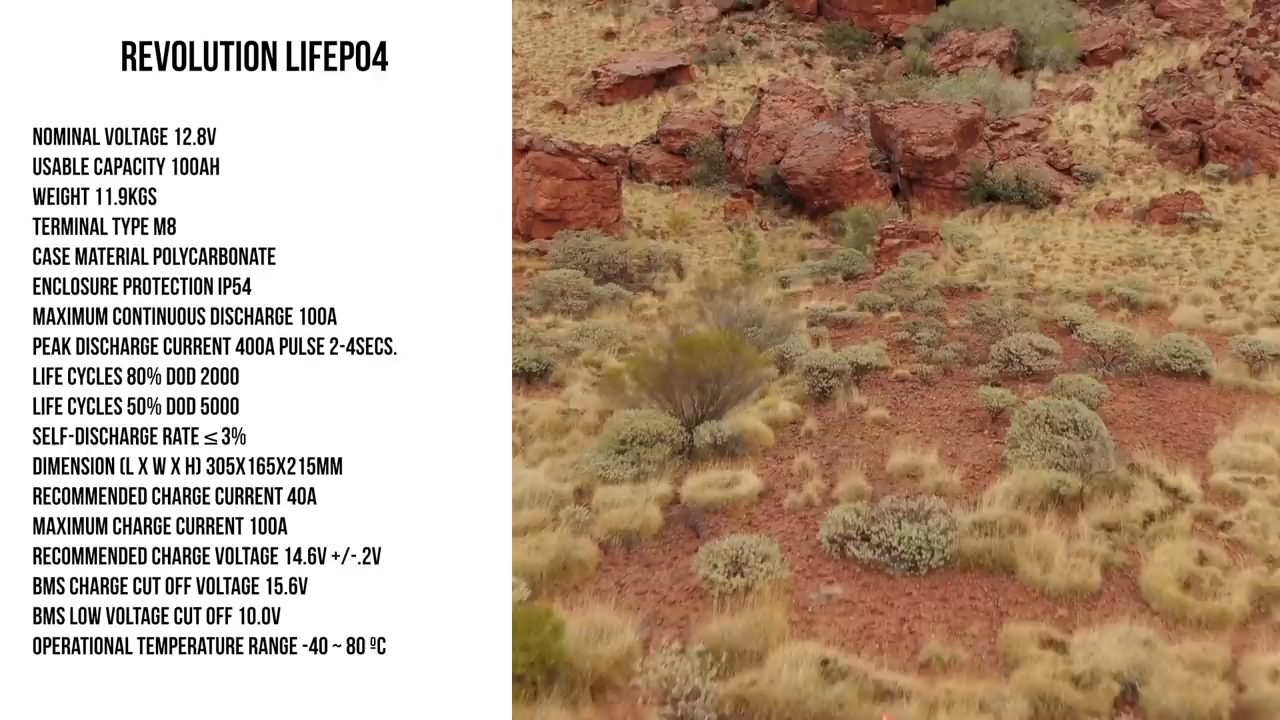 REVOLUTION LIFEPO4
NOMINAL VOLTAGE 12.8V
USABLE CAPACITY 100AH
WEIGHT 11.9KGS
TERMINAL TYPE M8
CASE MATERIAL POLYCARBONATE
ENCLOSURE PROTECTION IP54
MAXIMUM CONTINUOUS DISCHARGE 100A
PEAK DISCHARGE CURRENT 400A PULSE 2-4SECS.
LIFE CYCLES 80% DOD 2000
LIFE CYCLES 50% DOD 5000
SELF-DISCHARGE RATE ≤ 3%
DIMENSION (L X W X H) 305X165X215MM
RECOMMENDED CHARGE CURRENT 40A
MAXIMUM CHARGE CURRENT 100A
RECOMMENDED CHARGE VOLTAGE 14.6V +/-.2V
BMS CHARGE CUT OFF VOLTAGE 15.6V
BMS LOW VOLTAGE CUT OFF 10.0V
OPERATIONAL TEMPERATURE RANGE -40 ~ 80 ºC